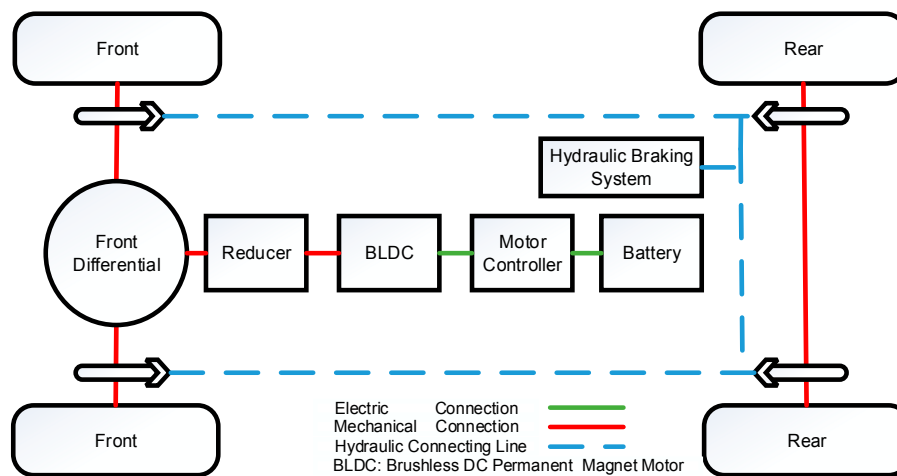 Front
Rear
Hydraulic Braking
System
Front
Differential
Reducer
BLDC
Motor
Controller
Battery
Front
Rear
Electric Connection
Mechanical Connection
Hydraulic Connecting Line
BLDC: Brushless DC Permanent Magnet Motor